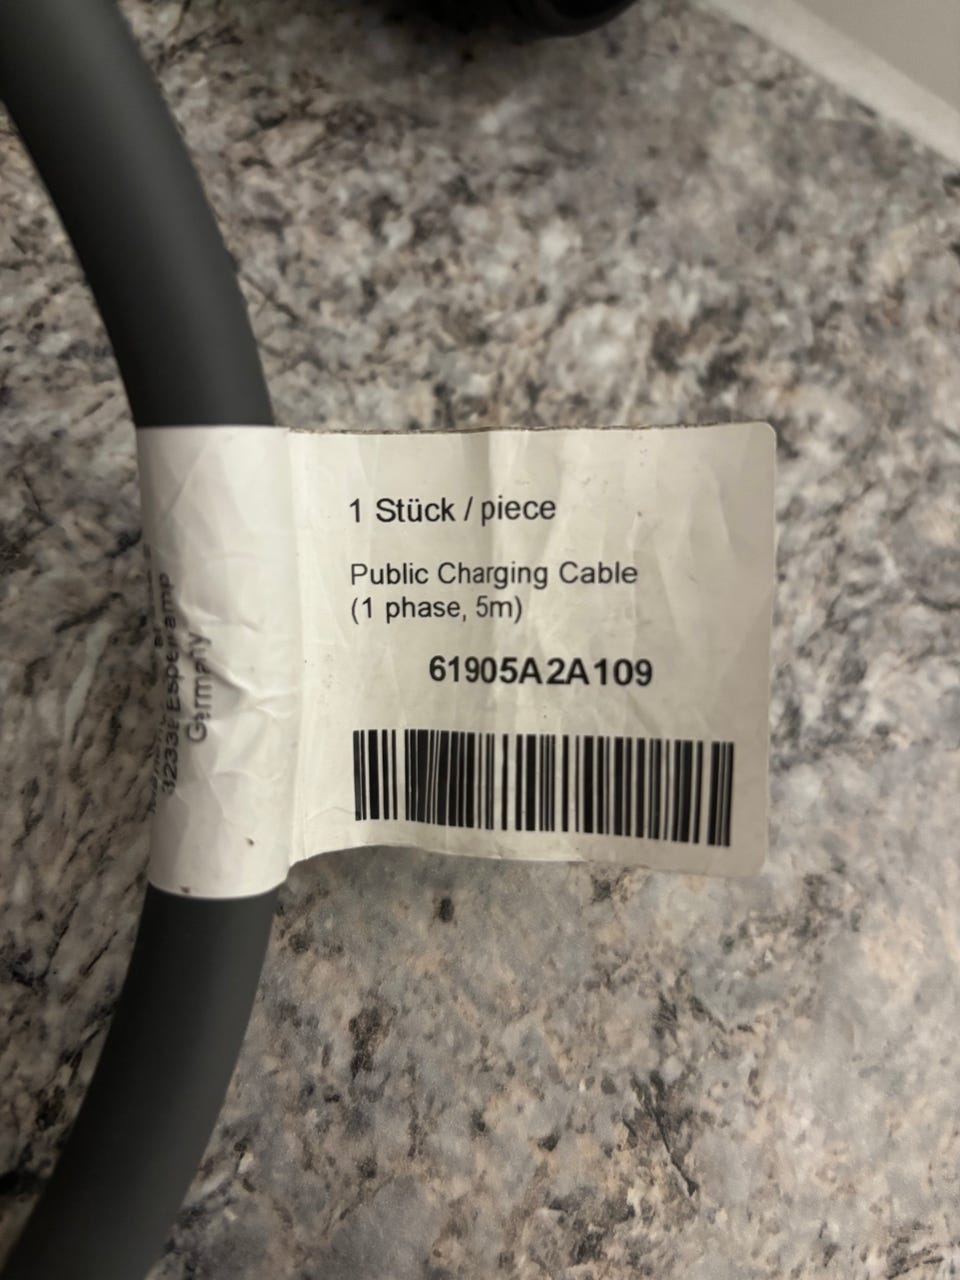 1 Stück / piece
Public Charging Cable
(1 phase, 5m)
61905A2A109
Germany